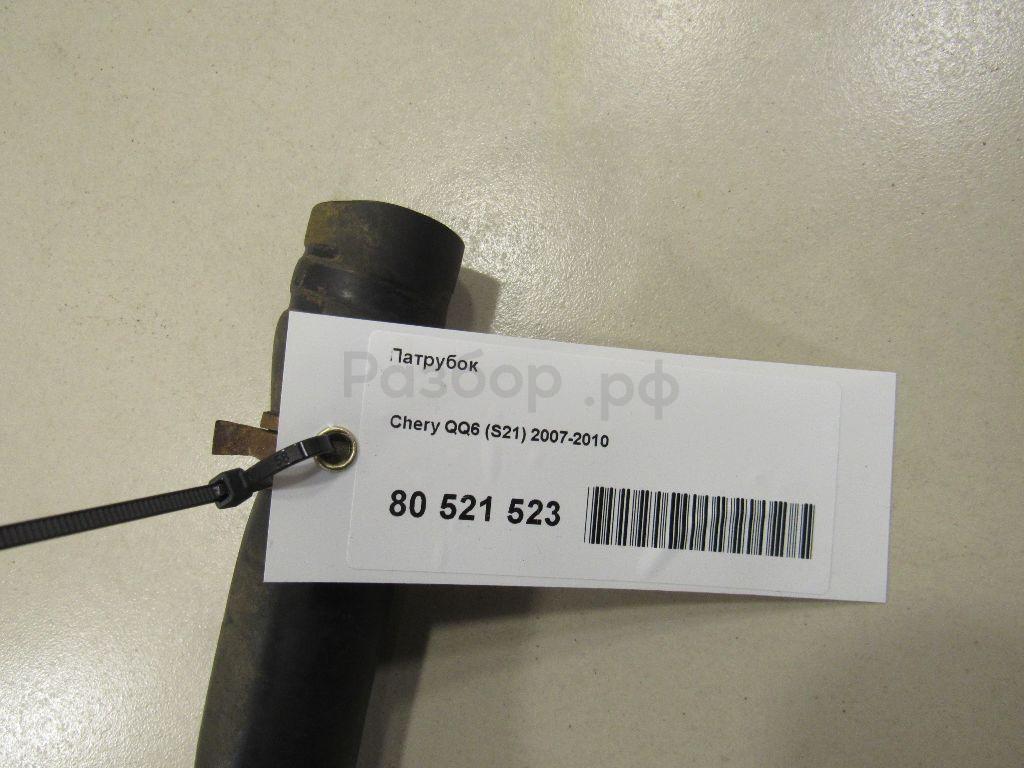 Патрубок
Разбор.рф
Chery QQ6 (S21) 2007-2010
80 521 523